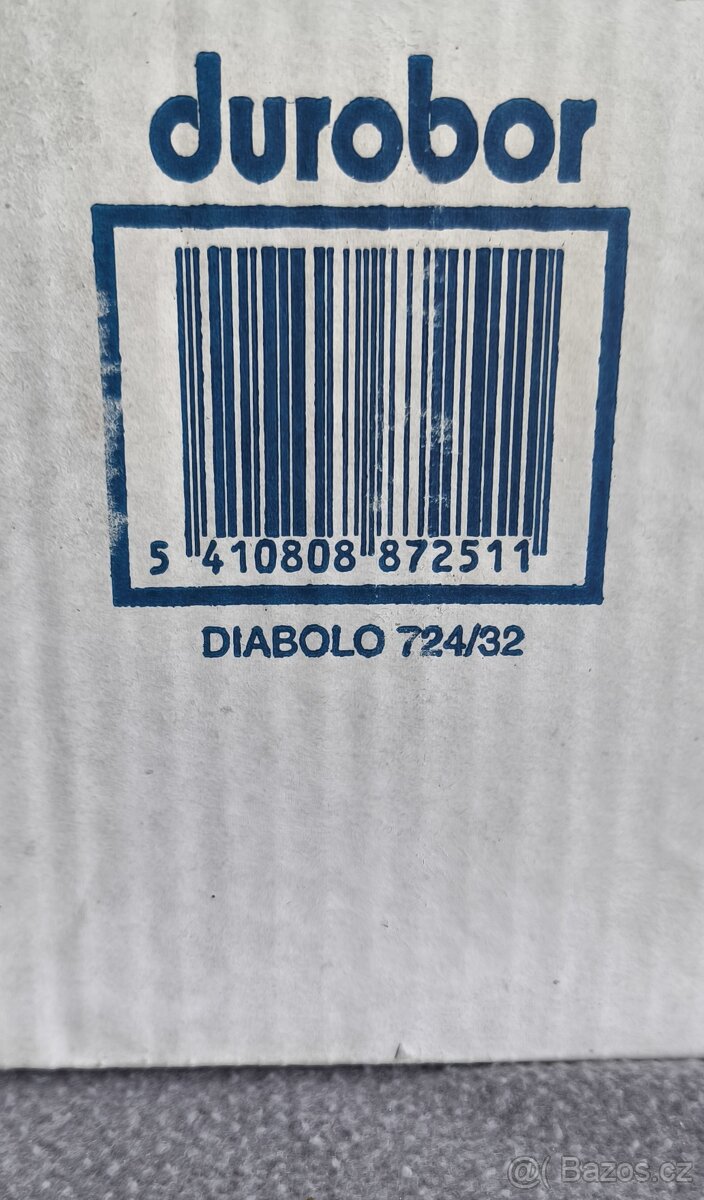 durobor
5 410808 872511
DIABOLO 724/32
@( Bazos.cz